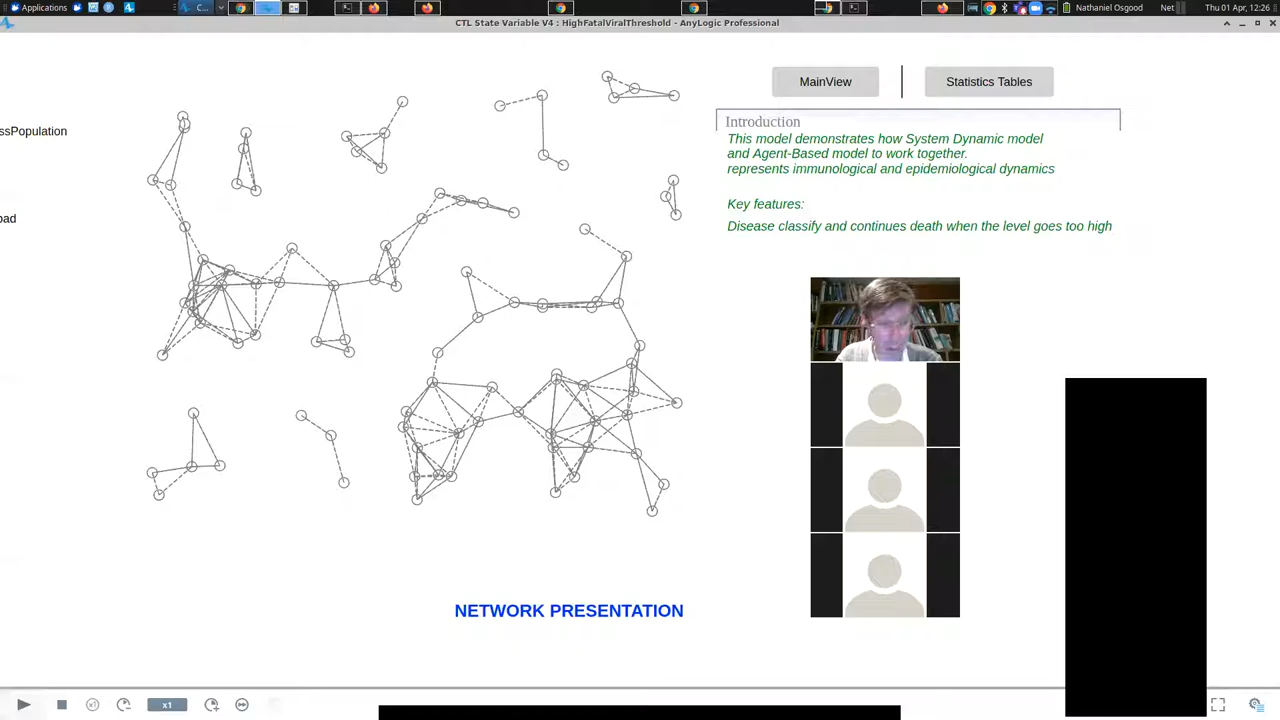 Applications
C...
Nathaniel Osgood
Net
Thu 01 Apr, 12:26
CTL State Variable V4 : HighFatalViralThreshold - AnyLogic Professional
MainView
Statistics Tables
ssPopulation
Introduction
This model demonstrates how System Dynamic model
and Agent-Based model to work together.
represents immunological and epidemiological dynamics
Key features:
oad
Disease classify and continues death when the level goes too high
NETWORK PRESENTATION
x1